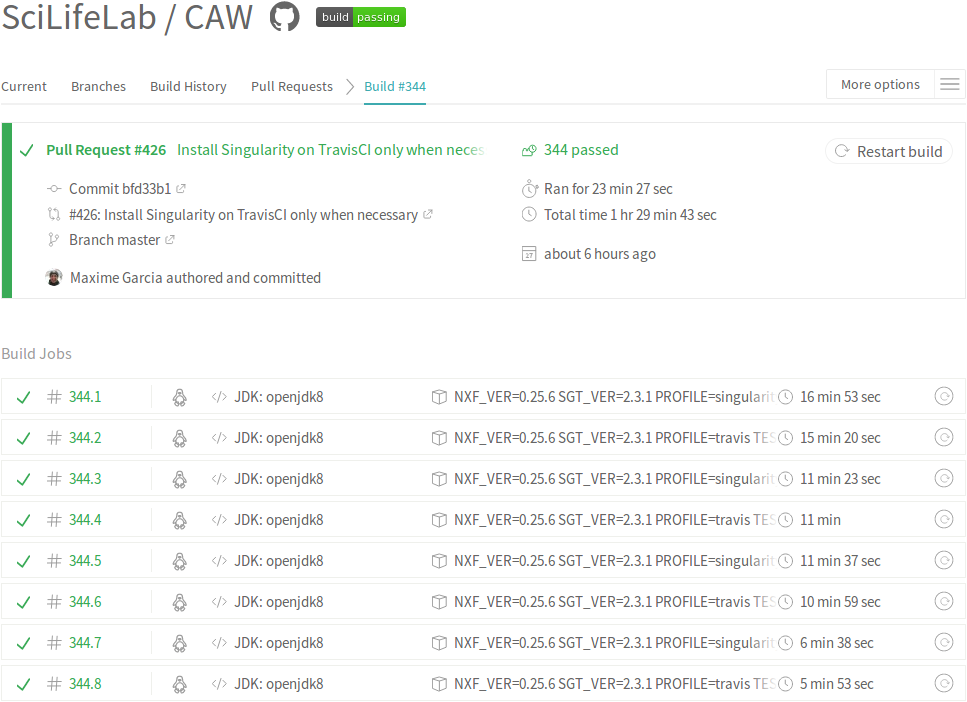 SciLifeLab / CAW build passing
Current Branches Build History Pull Requests Build #344 More options
Pull Request #426 Install Singularity on TravisCI only when neces 344 passed Restart build
Commit bfd33b1 Ran for 23 min 27 sec
#426: Install Singularity on TravisCI only when necessary Total time 1 hr 29 min 43 sec
Branch master
27 about 6 hours ago
Maxime Garcia authored and committed
Build Jobs
# 344.1 </> JDK: openjdk8 NXF_VER=0.25.6 SGT_VER=2.3.1 PROFILE=singularit 16 min 53 sec
# 344.2 </> JDK: openjdk8 NXF_VER=0.25.6 SGT_VER=2.3.1 PROFILE=travis TES 15 min 20 sec
# 344.3 </> JDK: openjdk8 NXF_VER=0.25.6 SGT_VER=2.3.1 PROFILE=singularit 11 min 23 sec
# 344.4 </> JDK: openjdk8 NXF_VER=0.25.6 SGT_VER=2.3.1 PROFILE=travis TES 11 min
# 344.5 </> JDK: openjdk8 NXF_VER=0.25.6 SGT_VER=2.3.1 PROFILE=singularit 11 min 37 sec
# 344.6 </> JDK: openjdk8 NXF_VER=0.25.6 SGT_VER=2.3.1 PROFILE=travis TES 10 min 59 sec
# 344.7 </> JDK: openjdk8 NXF_VER=0.25.6 SGT_VER=2.3.1 PROFILE=singularit 6 min 38 sec
# 344.8 </> JDK: openjdk8 NXF_VER=0.25.6 SGT_VER=2.3.1 PROFILE=travis TES 5 min 53 sec